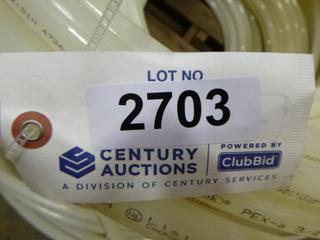 LOT NO
2703
CENTURY
AUCTIONS
POWERED BY
ClubBid
A DIVISION OF CENTURY SERVICES
PEX-a